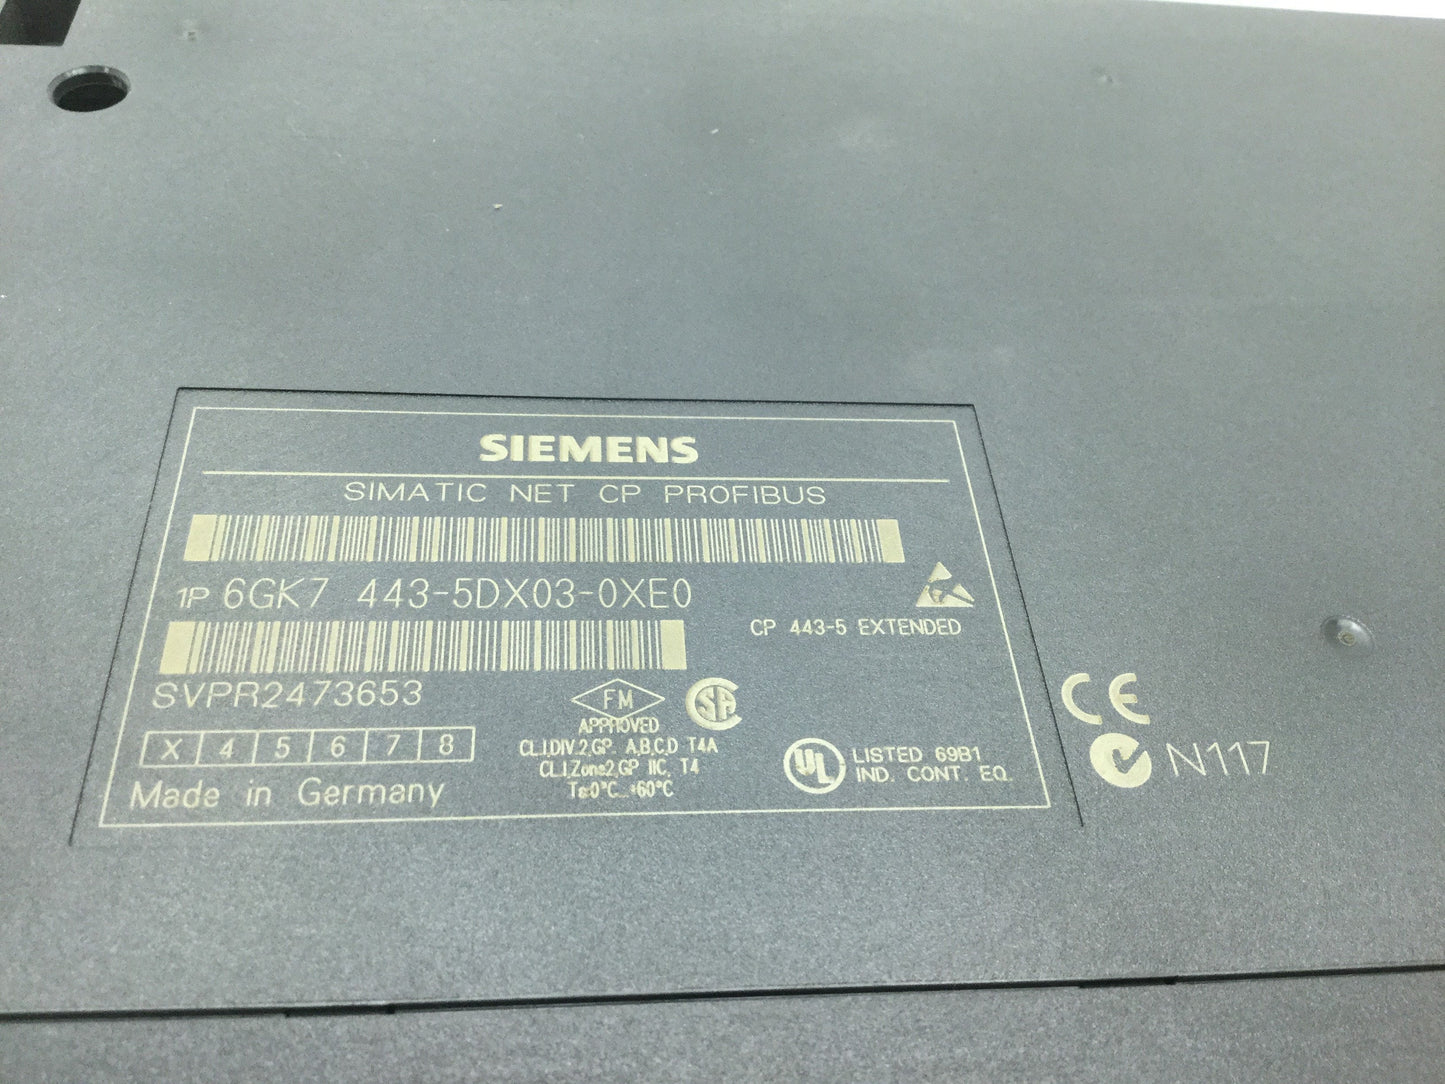 SIEMENS
SIMATIC NET CP PROFIBUS
1P 6GK7 443-5DX03-0XE0
CP 443-5 EXTENDED
SVPR2473653
X 4 5 6 7 8
Made in Germany
FM
APPROVED
CL.I,DIV.2,GP. A,B,C,D T4A
CL.I,Zone2,GP IIC, T4
Ta:0°C...+60°C
SA
UL
LISTED 69B1
IND. CONT. EQ.
CE
N117